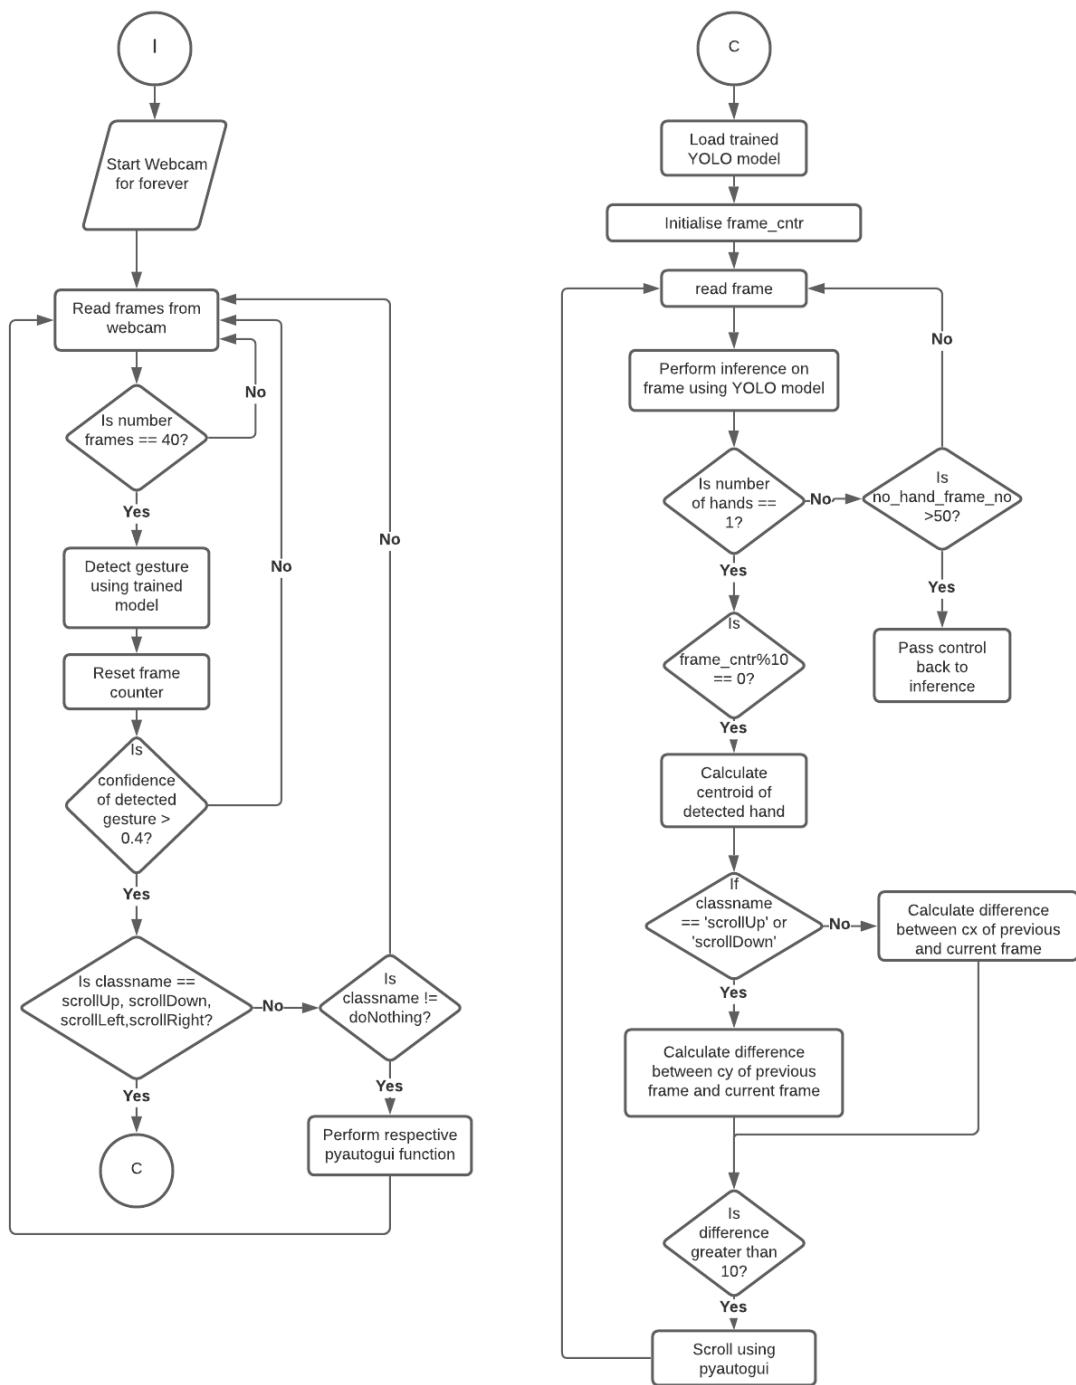 I
Start Webcam
for forever
Read frames from
webcam
Is number
frames == 40?
No
Yes
Detect gesture
using trained
model
Reset frame
counter
Is
confidence
of detected
gesture >
0.4?
No
Yes
Is classname ==
scrollUp, scrollDown,
scrollLeft,scrollRight?
No
Is
classname !=
doNothing?
No
Yes
Yes
C
Perform respective
pyautogui function
C
Load trained
YOLO model
Initialise frame_cntr
read frame
Perform inference on
frame using YOLO model
Is number
of hands ==
1?
No
Is
no_hand_frame_no
>50?
No
Yes
Pass control
back to
inference
Yes
Is
frame_cntr%10
== 0?
Yes
Calculate
centroid of
detected hand
If
classname
== 'scrollUp' or
'scrollDown'
No
Calculate difference
between cx of previous
and current frame
Yes
Calculate difference
between cy of previous
frame and current frame
Is
difference
greater than
10?
Yes
Scroll using
pyautogui